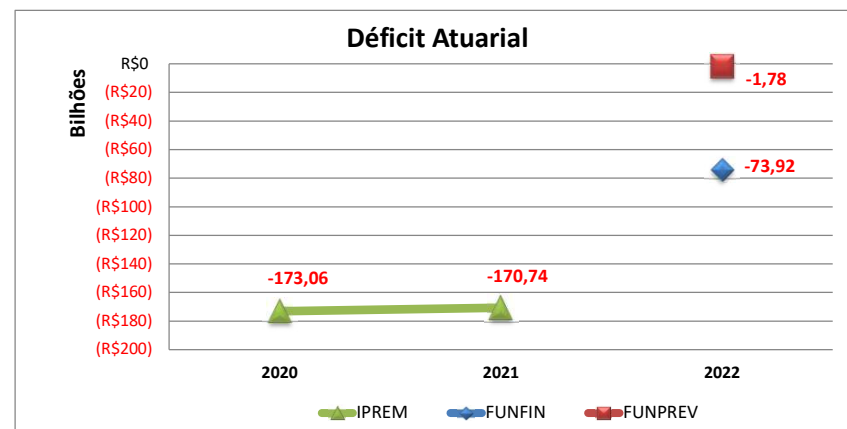 Déficit Atuarial
Bilhões
R$0
(R$20)
(R$40)
(R$60)
(R$80)
(R$100)
(R$120)
(R$140)
(R$160)
(R$180)
(R$200)
-1,78
-73,92
-173,06
-170,74
2020 2021 2022
IPREM FUNFIN FUNPREV